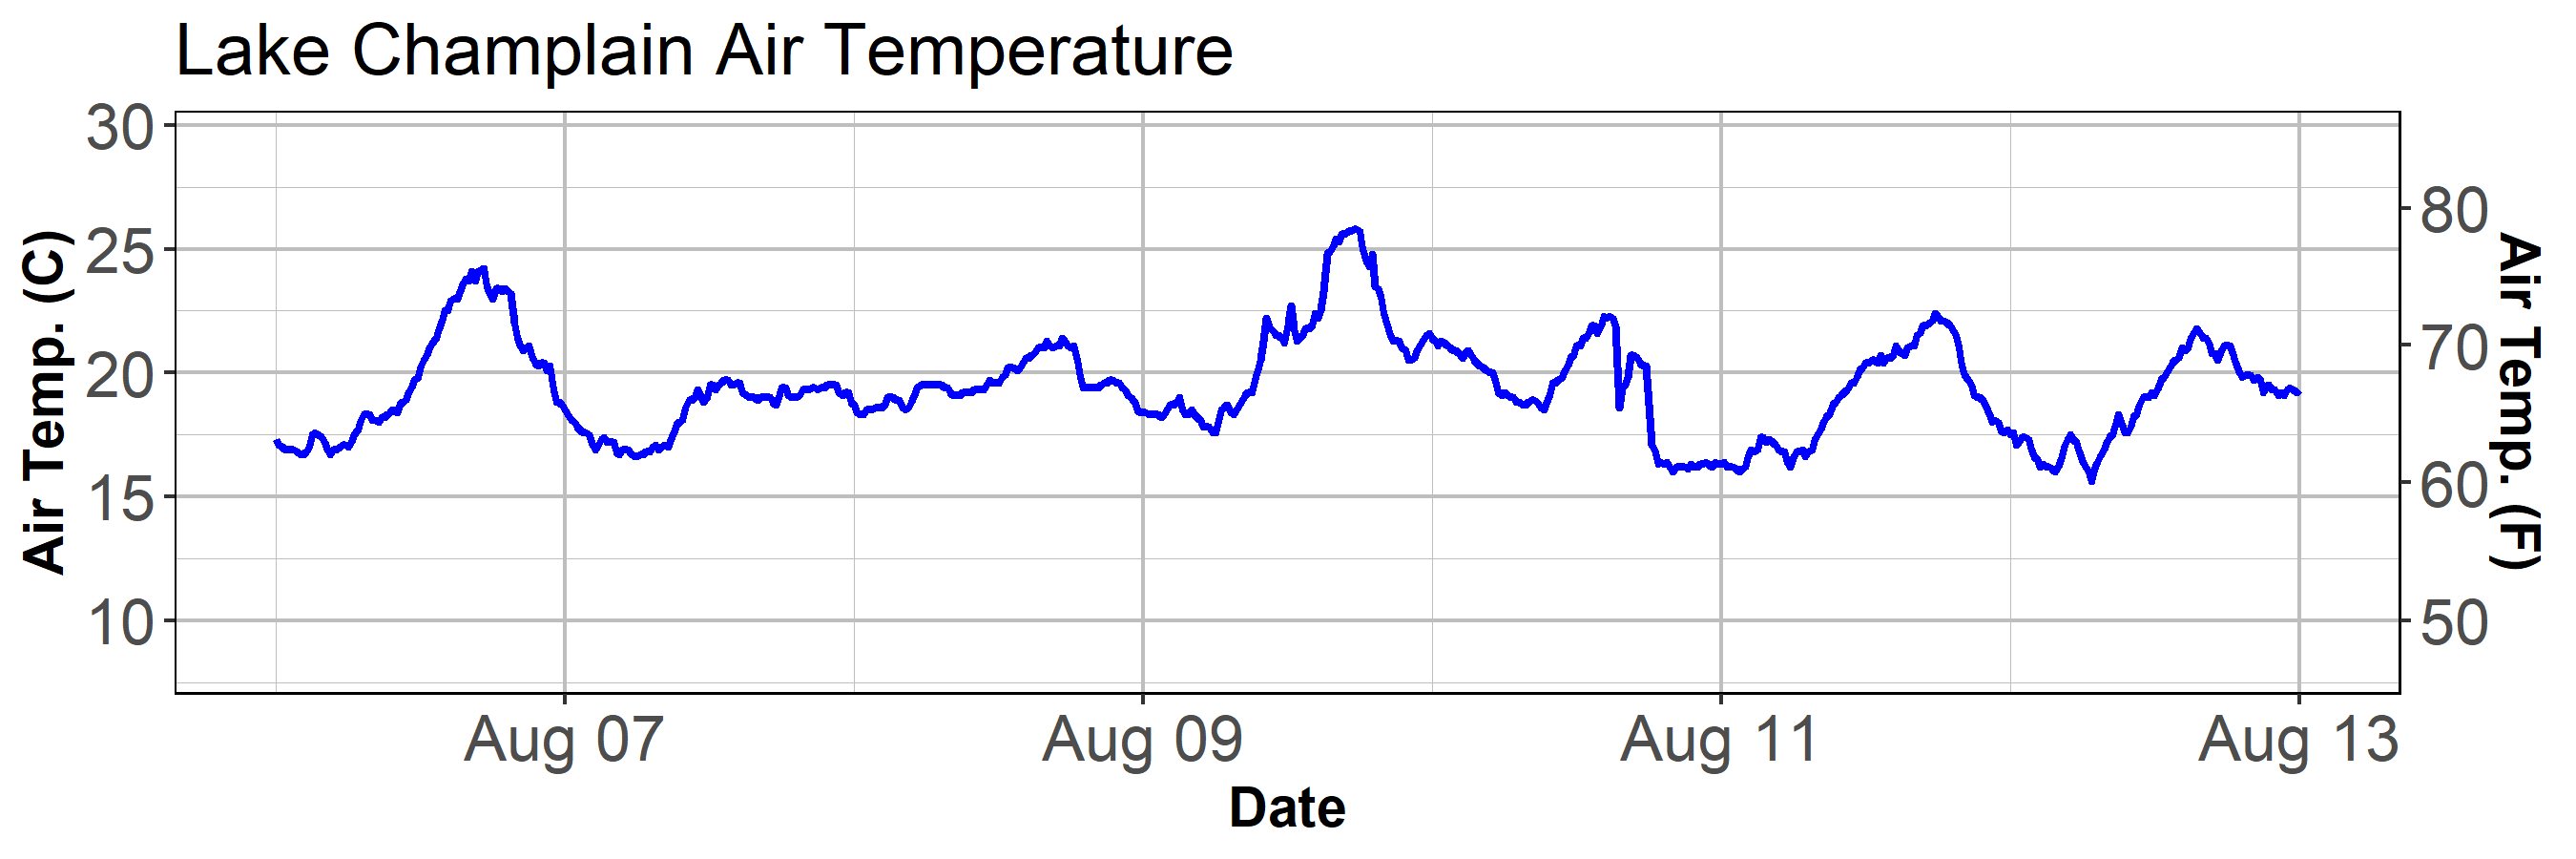 Lake Champlain Air Temperature
Air Temp. (C)
30
25
20
15
10
80
70
60
50
Air Temp. (F)
Aug 07
Aug 09
Aug 11
Aug 13
Date